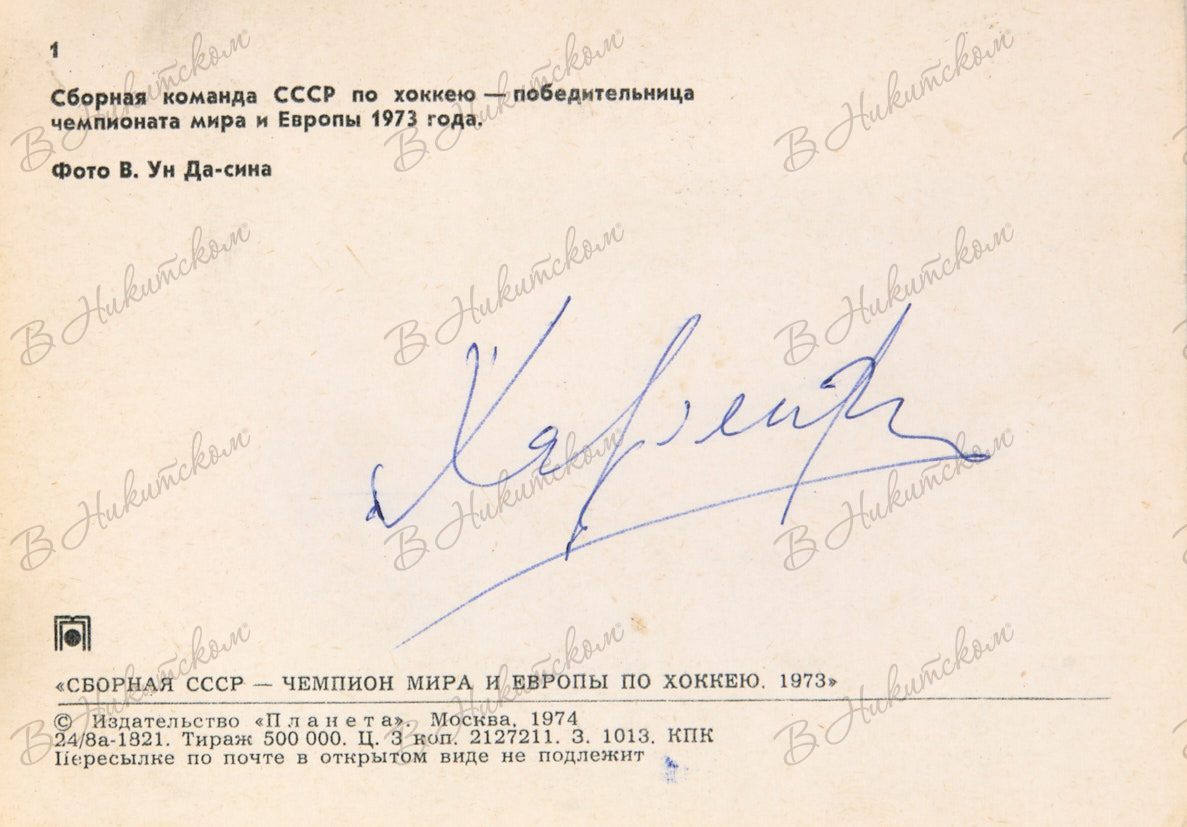 1
Сборная команда СССР по хоккею — победительница
чемпионата мира и Европы 1973 года.
Фото В. Ун Да-сина
«СБОРНАЯ СССР — ЧЕМПИОН МИРА И ЕВРОПЫ ПО ХОККЕЮ. 1973»
© Издательство «Планета». Москва, 1974
24/8а-1821. Тираж 500 000. Ц. 3 коп. 2127211. З. 1013. КПК
Пересылке по почте в открытом виде не подлежит
В Никитском